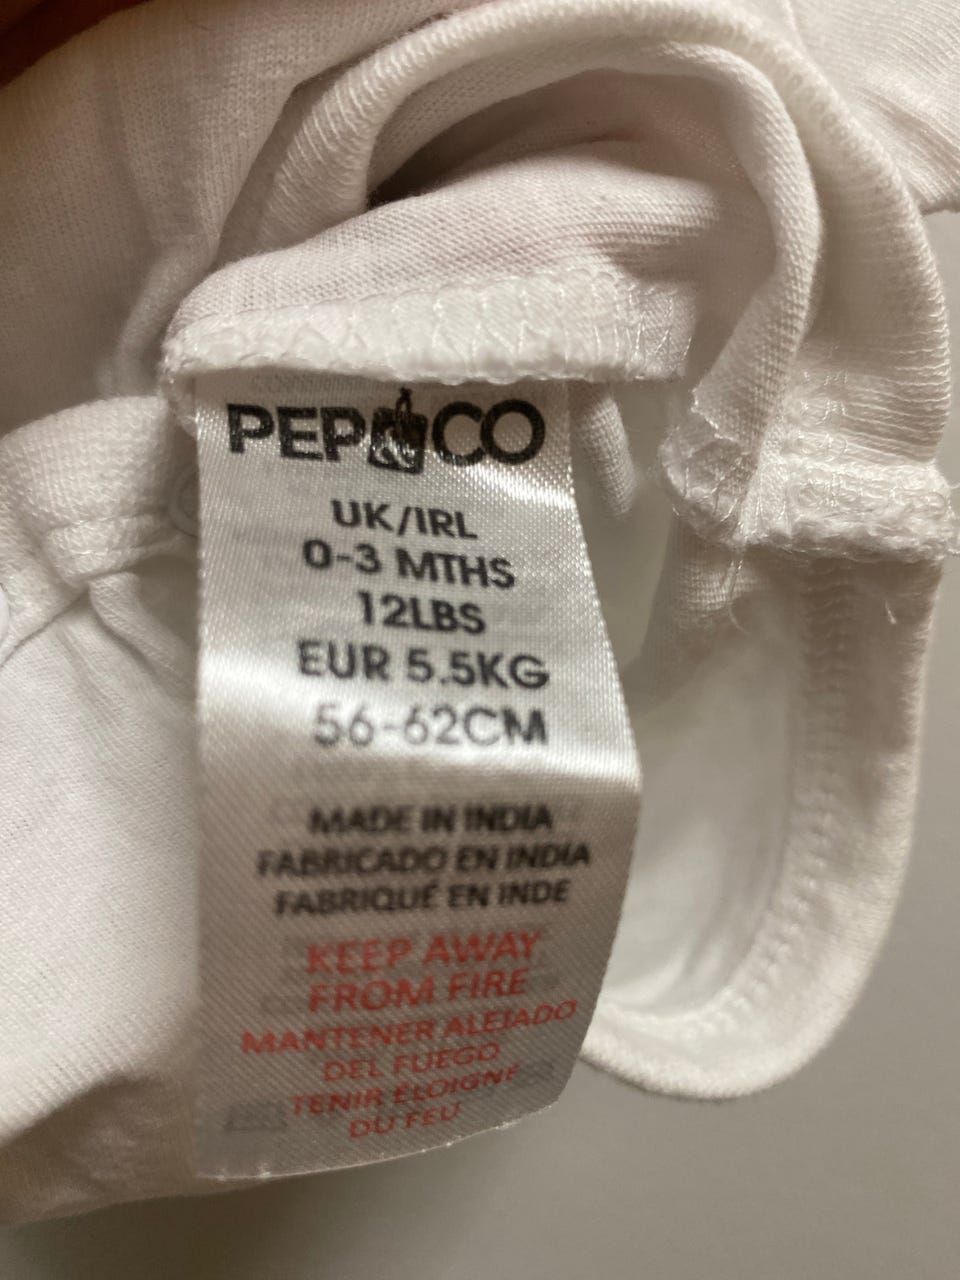 PEP&CO
UK/IRL
0-3 MTHS
12LBS
EUR 5.5KG
56-62CM
MADE IN INDIA
FABRICADO EN INDIA
FABRIQUÉ EN INDE
KEEP AWAY
FROM FIRE
MANTENER ALEJADO
DEL FUEGO
TENIR ÉLOIGNÉ
DU FEU